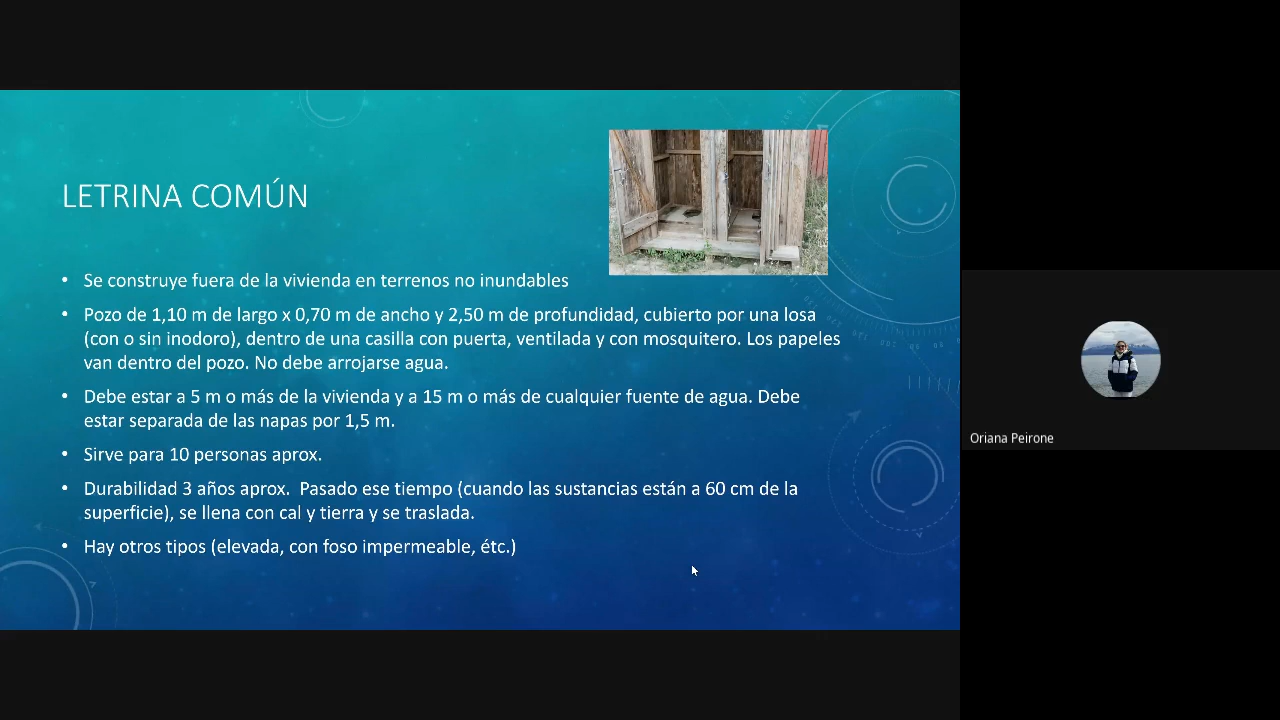 LETRINA COMÚN
• Se construye fuera de la vivienda en terrenos no inundables
• Pozo de 1,10 m de largo x 0,70 m de ancho y 2,50 m de profundidad, cubierto por una losa
(con o sin inodoro), dentro de una casilla con puerta, ventilada y con mosquitero. Los papeles
van dentro del pozo. No debe arrojarse agua.
• Debe estar a 5 m o más de la vivienda y a 15 m o más de cualquier fuente de agua. Debe
estar separada de las napas por 1,5 m.
• Sirve para 10 personas aprox.
• Durabilidad 3 años aprox.  Pasado ese tiempo (cuando las sustancias están a 60 cm de la
superficie), se llena con cal y tierra y se traslada.
• Hay otros tipos (elevada, con foso impermeable, étc.)
Oriana Peirone